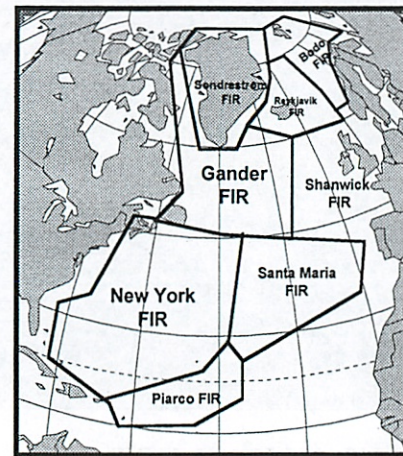 Sondrestrom
FIR
Bodo
FIR
Reykjavik
FIR
Gander
FIR
Shanwick
FIR
New York
FIR
Santa Maria
FIR
Piarco FIR